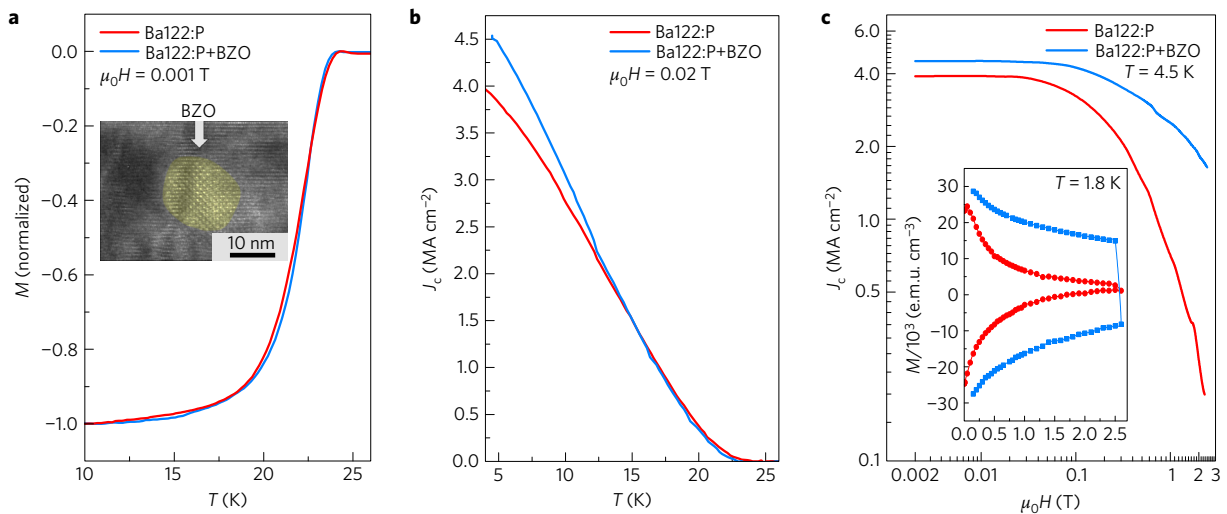 a
0.0
−0.2
−0.4
−0.6
−0.8
−1.0
M (normalized)
Ba122:P
Ba122:P+BZO
μ₀H = 0.001 T
BZO
10 nm
10
15
20
25
T (K)
b
4.5
4.0
3.5
3.0
2.5
2.0
1.5
1.0
0.5
0.0
Jc (MA cm−2)
Ba122:P
Ba122:P+BZO
μ₀H = 0.02 T
5
10
15
20
25
T (K)
c
6.0
4.0
2.0
1.0
0.5
0.1
Jc (MA cm−2)
Ba122:P
Ba122:P+BZO
T = 4.5 K
T = 1.8 K
30
20
10
0
−10
−20
−30
M/10³ (e.m.u. cm−3)
0.0 0.5 1.0 1.5 2.0 2.5
0.002
0.01
0.1
1
2 3
μ₀H (T)